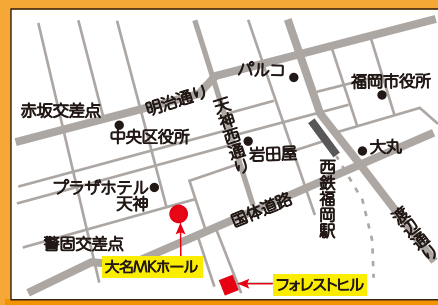 パルコ
福岡市役所
明治通り
赤坂交差点
中央区役所
天神西通り
岩田屋
大丸
西鉄福岡駅
プラザホテル
天神
国体道路
渡辺通り
警固交差点
大名MKホール
フォレストヒル